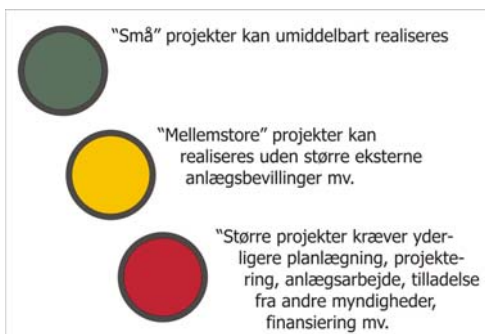 “Små” projekter kan umiddelbart realiseres
“Mellemstore” projekter kan
realiseres uden større eksterne
anlægsbevillinger mv.
“Større projekter kræver yder-
ligere planlægning, projekte-
ring, anlægsarbejde, tilladelse
fra andre myndigheder,
finansiering mv.